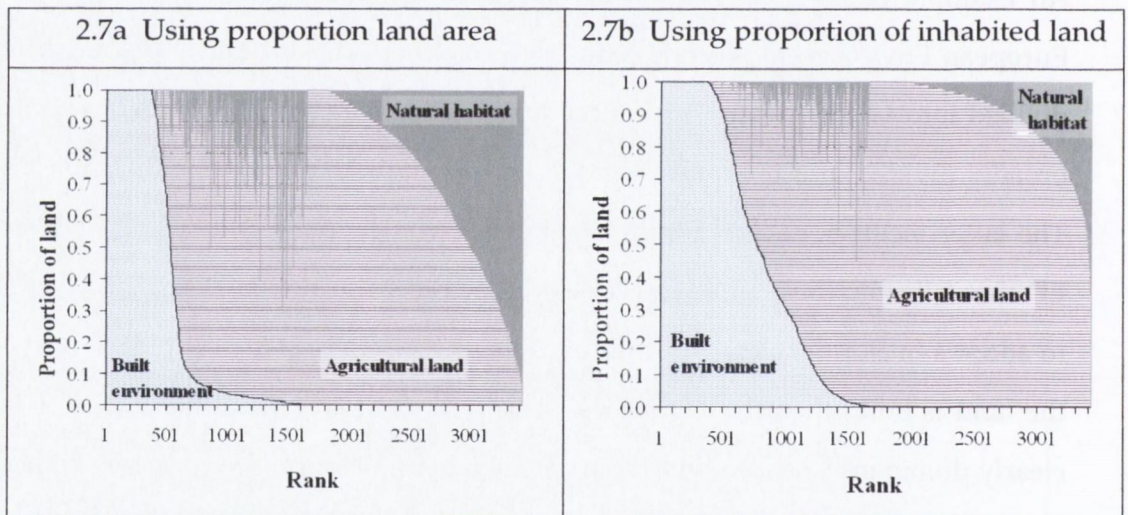 2.7a Using proportion land area
Proportion of land
1.0
0.9
0.8
0.7
0.6
0.5
0.4
0.3
0.2
0.1
0.0
Natural habitat
Built
environment
Agricultural land
1 501 1001 1501 2001 2501 3001
Rank
2.7b Using proportion of inhabited land
Proportion of land
1.0
0.9
0.8
0.7
0.6
0.5
0.4
0.3
0.2
0.1
0.0
Natural
habitat
Agricultural land
Built
environment
1 501 1001 1501 2001 2501 3001
Rank